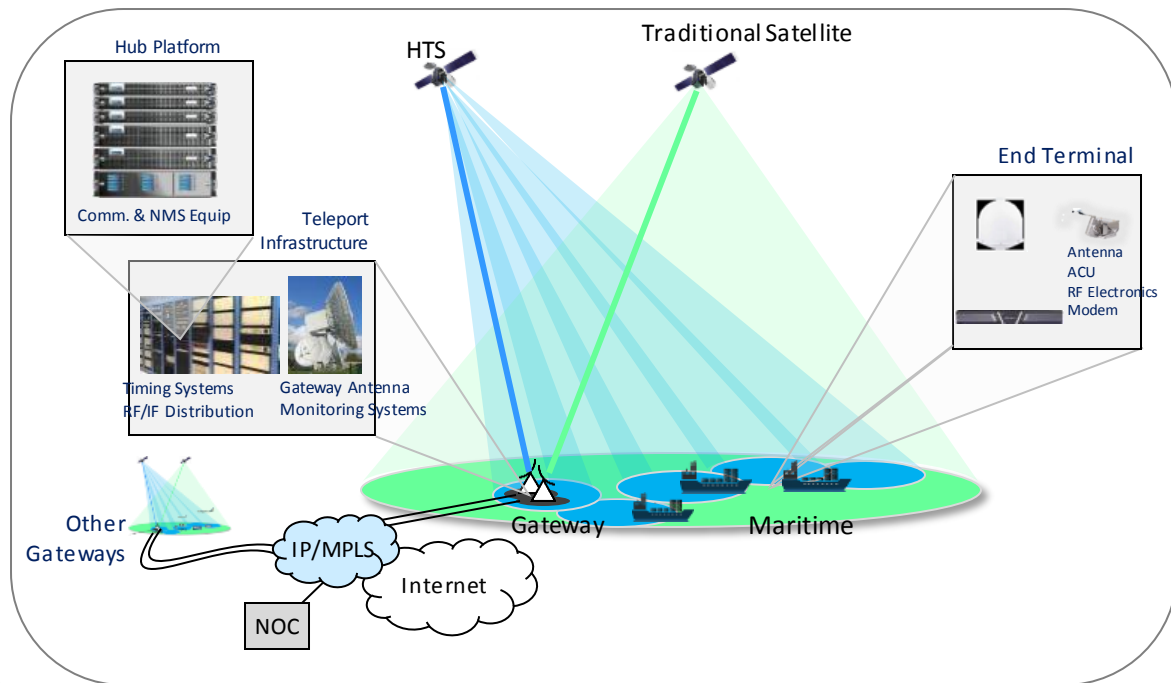 Hub Platform
Comm. & NMS Equip
Teleport
Infrastructure
Timing Systems
RF/IF Distribution
Gateway Antenna
Monitoring Systems
HTS
Traditional Satellite
End Terminal
Antenna
ACU
RF Electronics
Modem
Gateway
Maritime
Other
Gateways
IP/MPLS
Internet
NOC